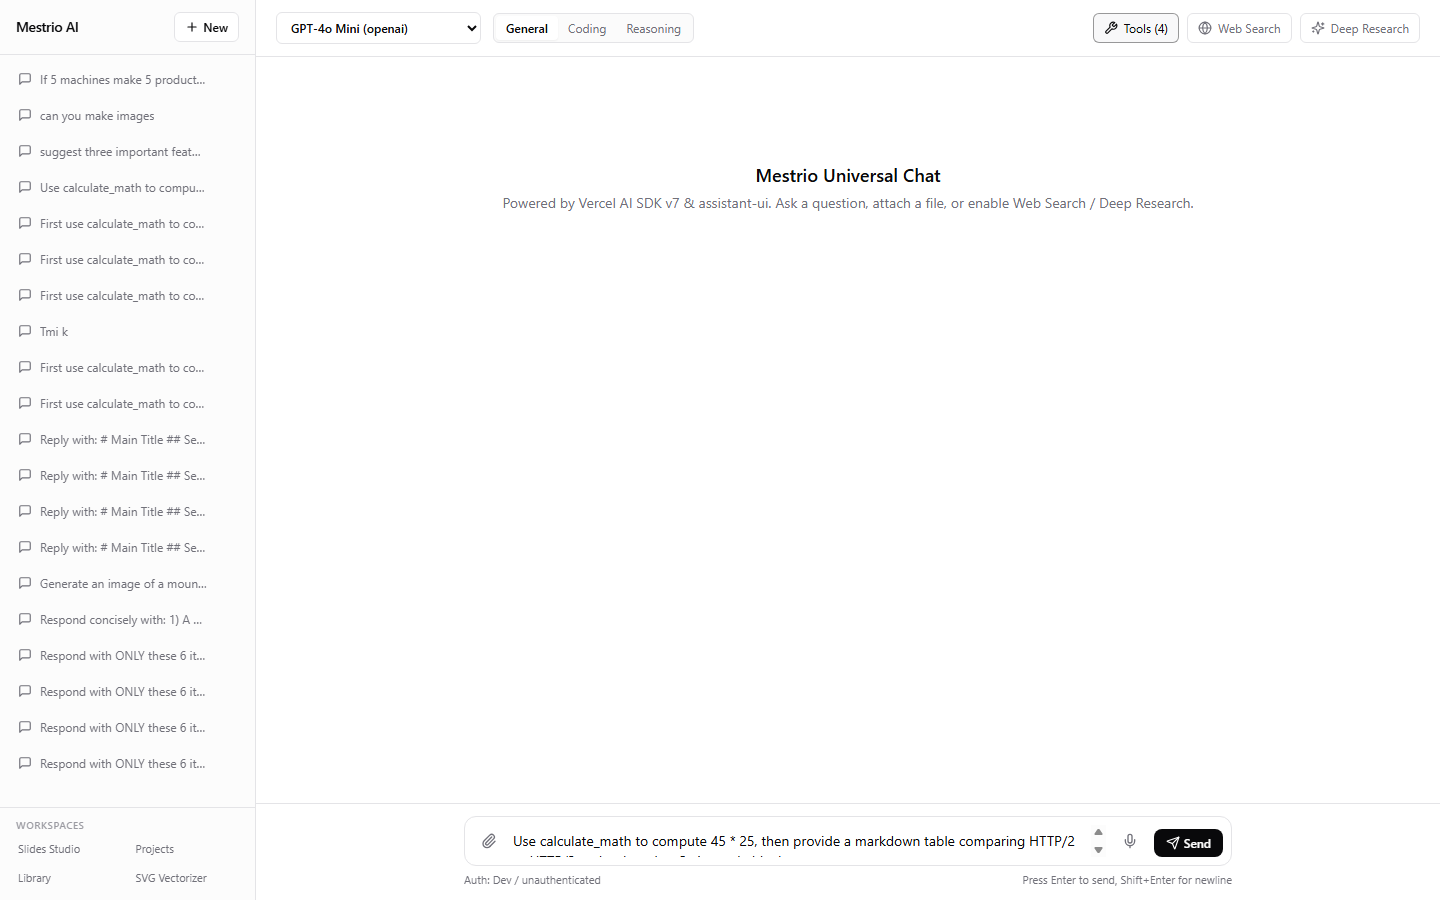 Mestrio AI
+ New
If 5 machines make 5 product...
can you make images
suggest three important feat...
Use calculate_math to compu...
First use calculate_math to co...
First use calculate_math to co...
First use calculate_math to co...
Tmi k
First use calculate_math to co...
First use calculate_math to co...
Reply with: # Main Title ## Se...
Reply with: # Main Title ## Se...
Reply with: # Main Title ## Se...
Reply with: # Main Title ## Se...
Generate an image of a moun...
Respond concisely with: 1) A ...
Respond with ONLY these 6 it...
Respond with ONLY these 6 it...
Respond with ONLY these 6 it...
Respond with ONLY these 6 it...
WORKSPACES
Slides Studio Projects
Library SVG Vectorizer
GPT-4o Mini (openai) General Coding Reasoning Tools (4) Web Search Deep Research
Mestrio Universal Chat
Powered by Vercel AI SDK v7 & assistant-ui. Ask a question, attach a file, or enable Web Search / Deep Research.
Use calculate_math to compute 45 * 25, then provide a markdown table comparing HTTP/2
Send
Auth: Dev / unauthenticated Press Enter to send, Shift+Enter for newline